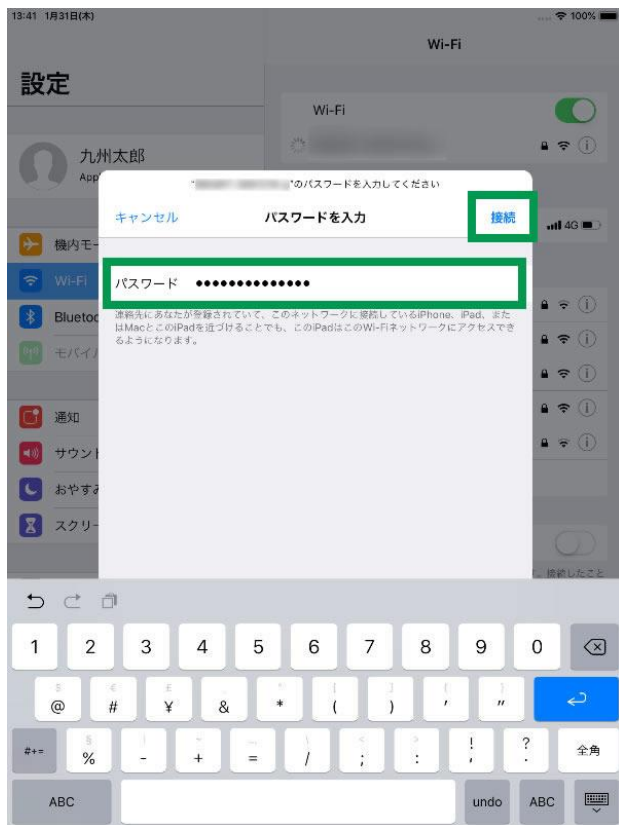 13:41 1月31日(木)
100%
Wi-Fi
設定
Wi-Fi
九州太郎
App
"のパスワードを入力してください
キャンセル
パスワードを入力
接続
4G
機内モー
Wi-Fi
パスワード ••••••••••••••
連絡先にあなたが登録されていて、このネットワークに接続しているiPhone、iPad、また
はMacとこのiPadを近づけることでも、このiPadはこのWi-Fiネットワークにアクセスでき
るようになります。
Bluetoo
モバイル
通知
サウンド
おやすみ
スクリー
。接続したこと
1 2 3 4 5 6 7 8 9 0
@ # ¥ & * ( ) ' "
#+= % - + = / ; : ! , ? . 全角
ABC undo ABC